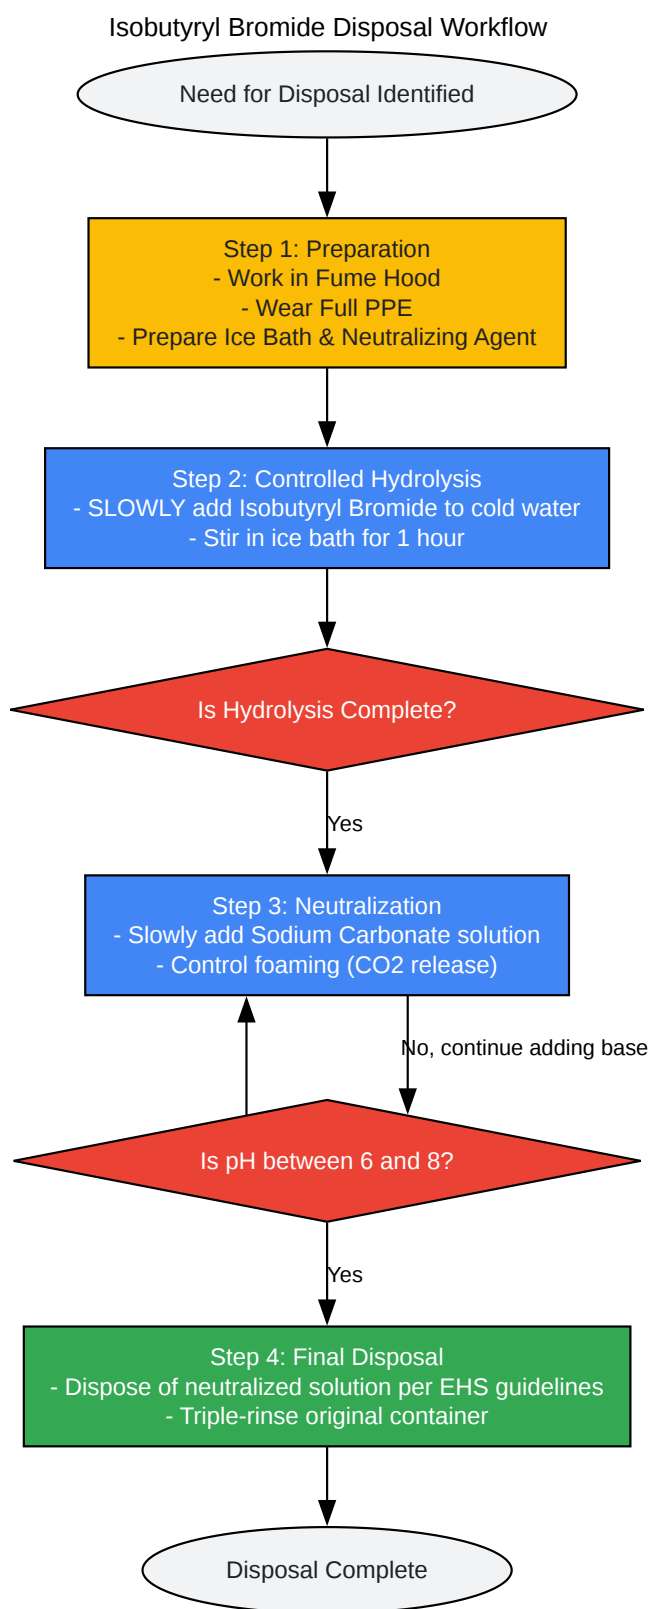 Isobutyryl Bromide Disposal Workflow
Need for Disposal Identified
Step 1: Preparation
- Work in Fume Hood
- Wear Full PPE
- Prepare Ice Bath & Neutralizing Agent
Step 2: Controlled Hydrolysis
- SLOWLY add Isobutyryl Bromide to cold water
- Stir in ice bath for 1 hour
Is Hydrolysis Complete?
Yes
Step 3: Neutralization
- Slowly add Sodium Carbonate solution
- Control foaming (CO2 release)
No, continue adding base
Is pH between 6 and 8?
Yes
Step 4: Final Disposal
- Dispose of neutralized solution per EHS guidelines
- Triple-rinse original container
Disposal Complete